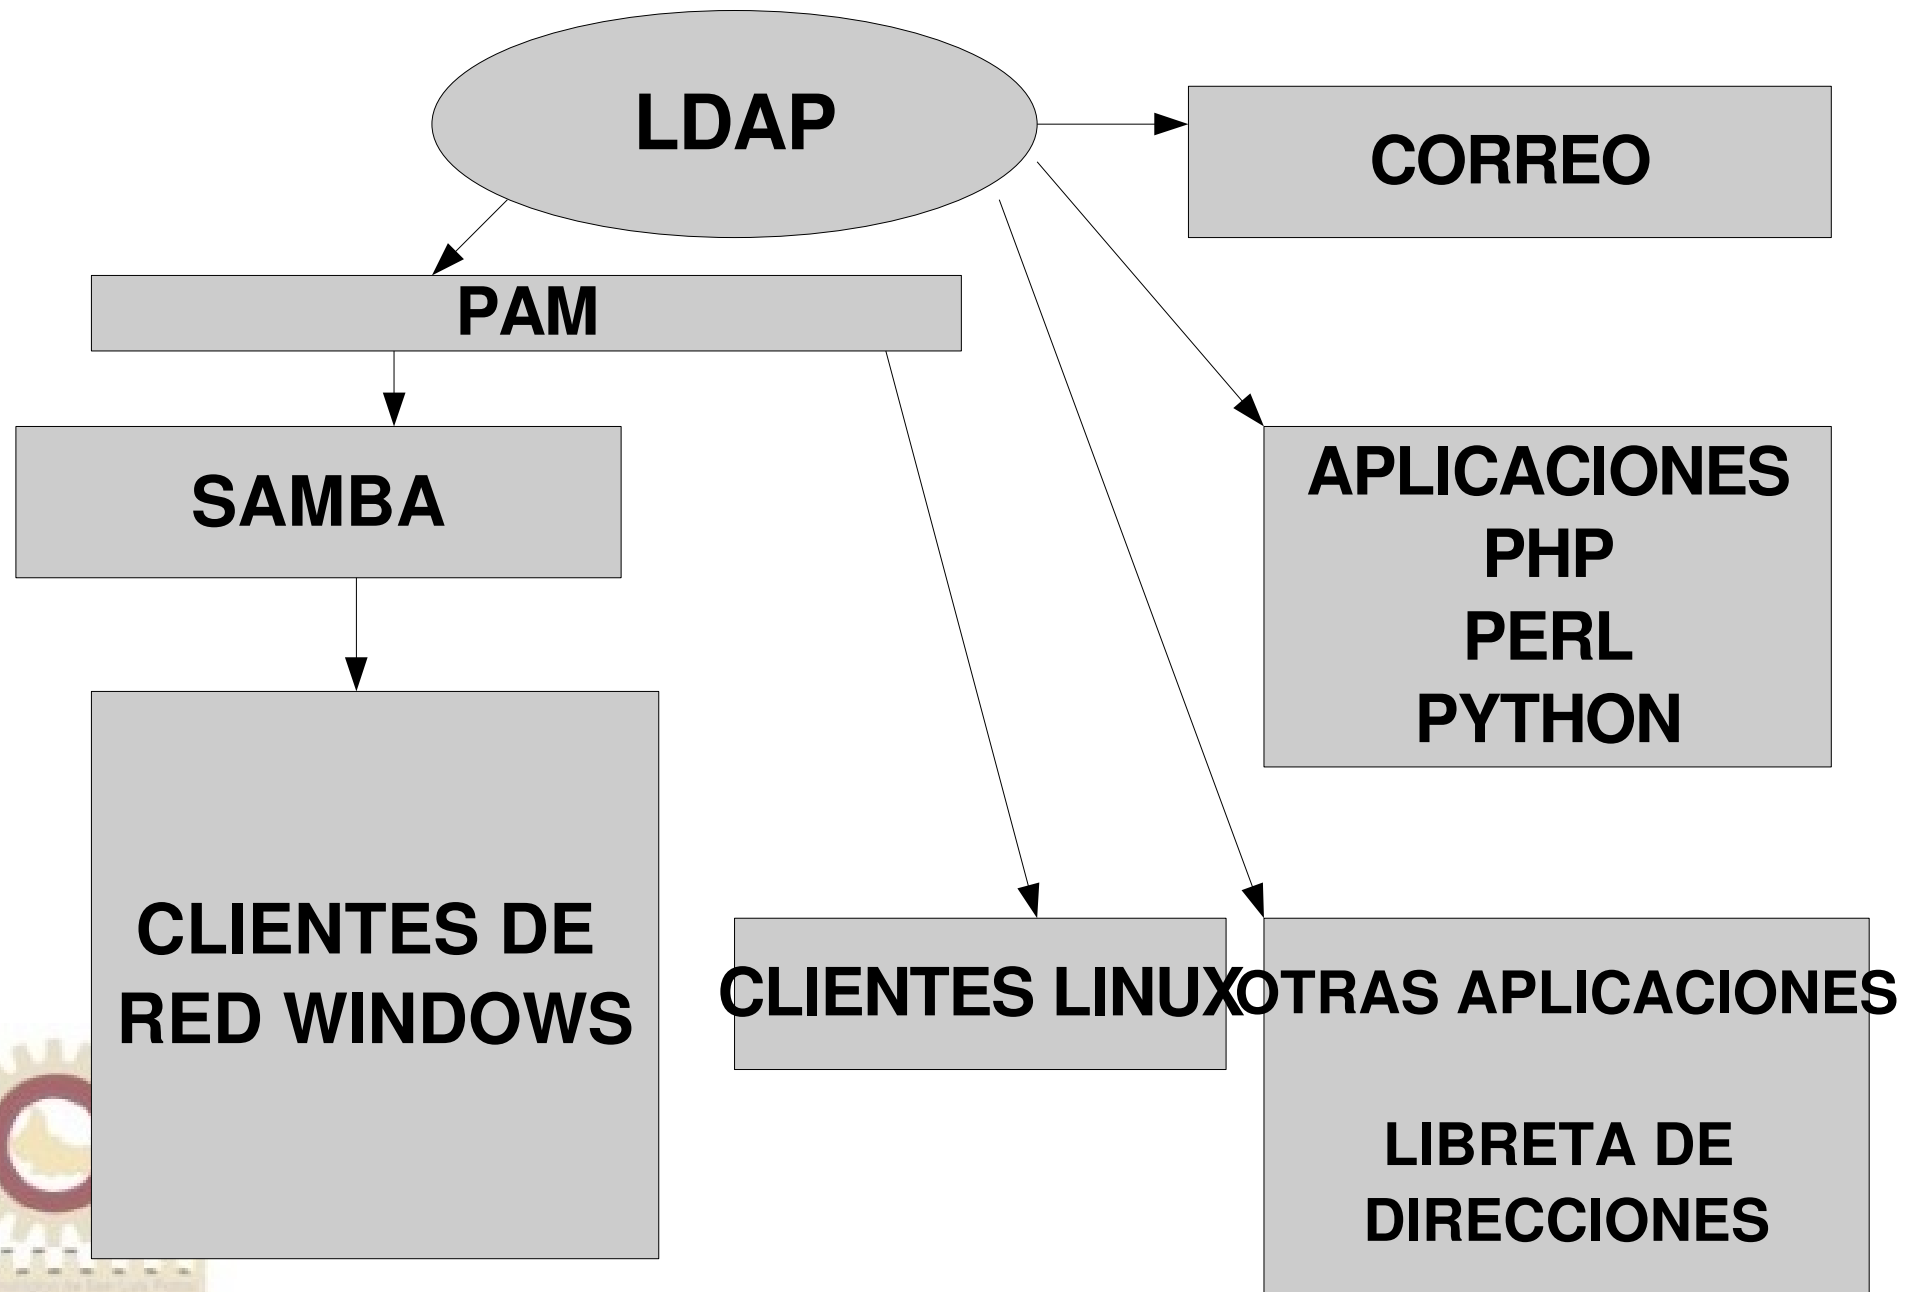 LDAP
CORREO
PAM
SAMBA
APLICACIONES
PHP
PERL
PYTHON
CLIENTES DE
RED WINDOWS
CLIENTES LINUX
OTRAS APLICACIONES
LIBRETA DE
DIRECCIONES